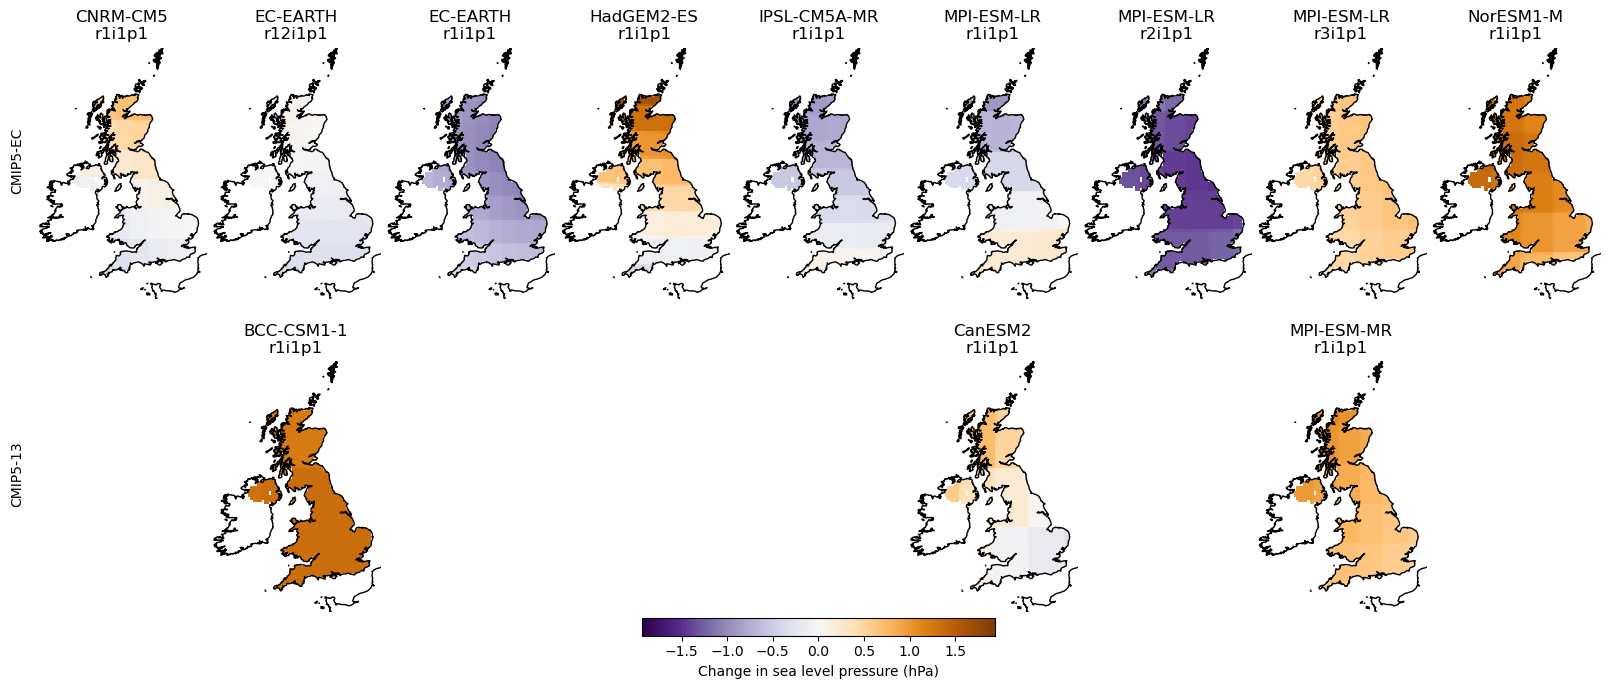 CNRM-CM5
r1i1p1
EC-EARTH
r12i1p1
EC-EARTH
r1i1p1
HadGEM2-ES
r1i1p1
IPSL-CM5A-MR
r1i1p1
MPI-ESM-LR
r1i1p1
MPI-ESM-LR
r2i1p1
MPI-ESM-LR
r3i1p1
NorESM1-M
r1i1p1
CMIP5-EC
BCC-CSM1-1
r1i1p1
CanESM2
r1i1p1
MPI-ESM-MR
r1i1p1
CMIP5-13
−1.5 −1.0 −0.5 0.0 0.5 1.0 1.5
Change in sea level pressure (hPa)